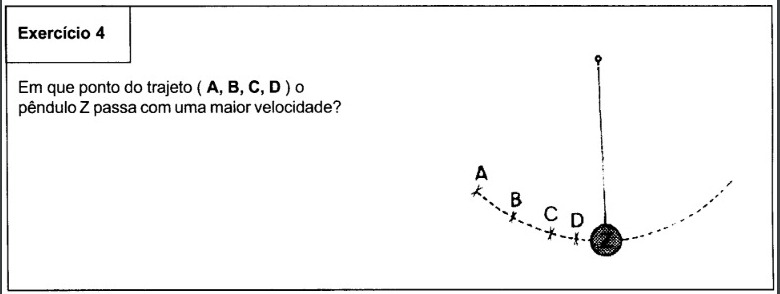 Exercício 4
Em que ponto do trajeto ( A, B, C, D ) o
pêndulo Z passa com uma maior velocidade?
A
B
C
D
Z